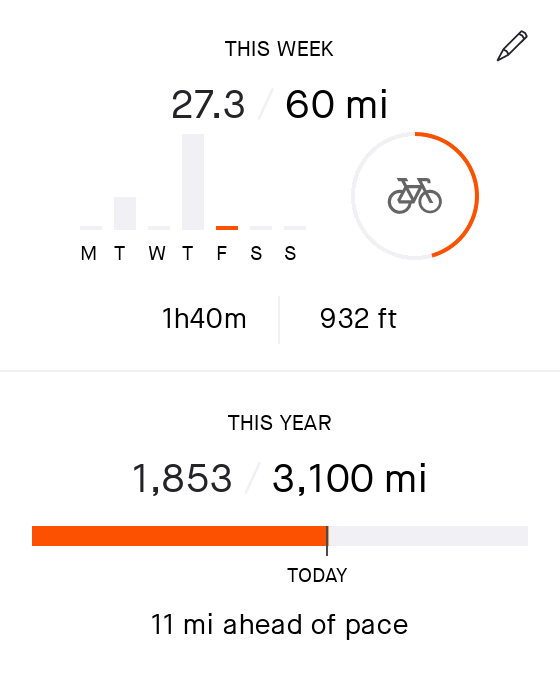 THIS WEEK
27.3 / 60 mi
M T W T F S S
1h40m 932 ft
THIS YEAR
1,853 / 3,100 mi
TODAY
11 mi ahead of pace